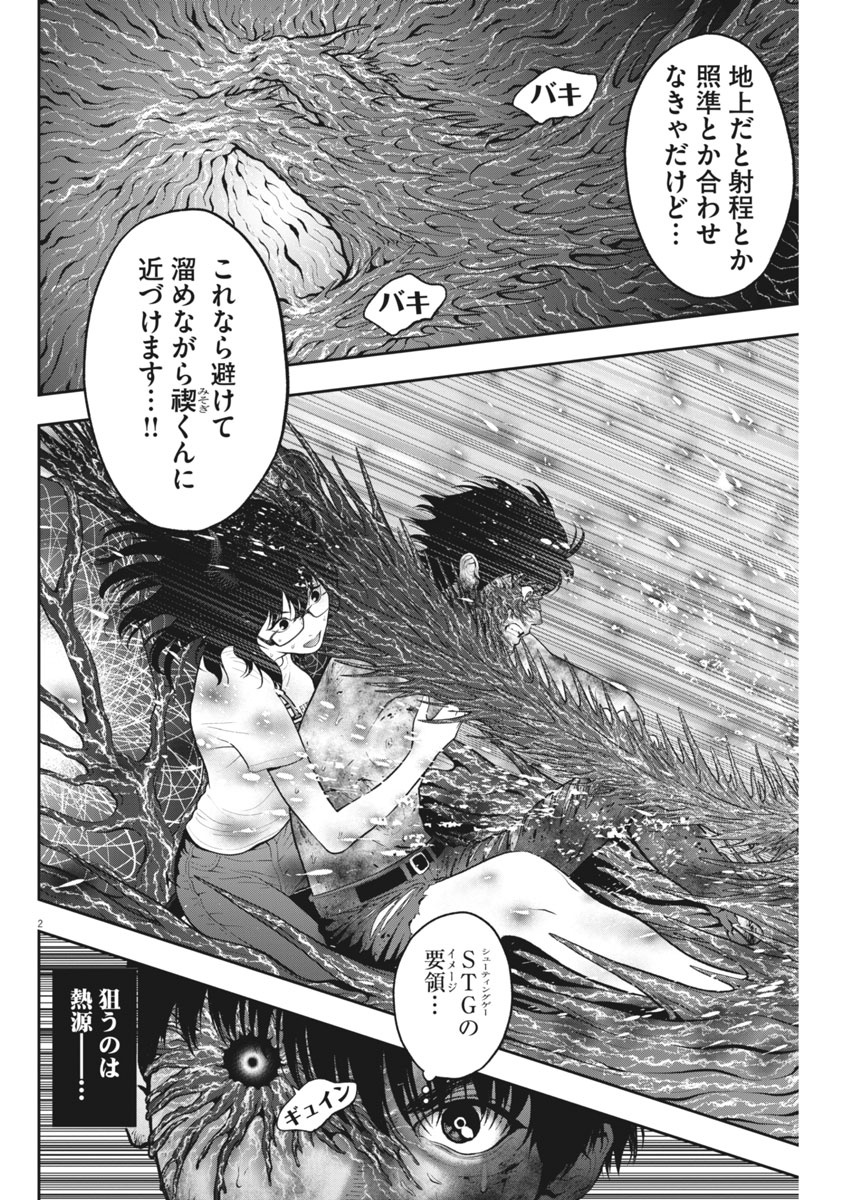 地上だと射程とか
照準とか合わせ
なきゃだけど…
バキ
バキ
これなら避けて
溜めながら禊くんに
みそぎ
近づけます…!!
シューティングゲー
STGの
イメージ
要領…
狙うのは
熱源──…
ギュイン
2